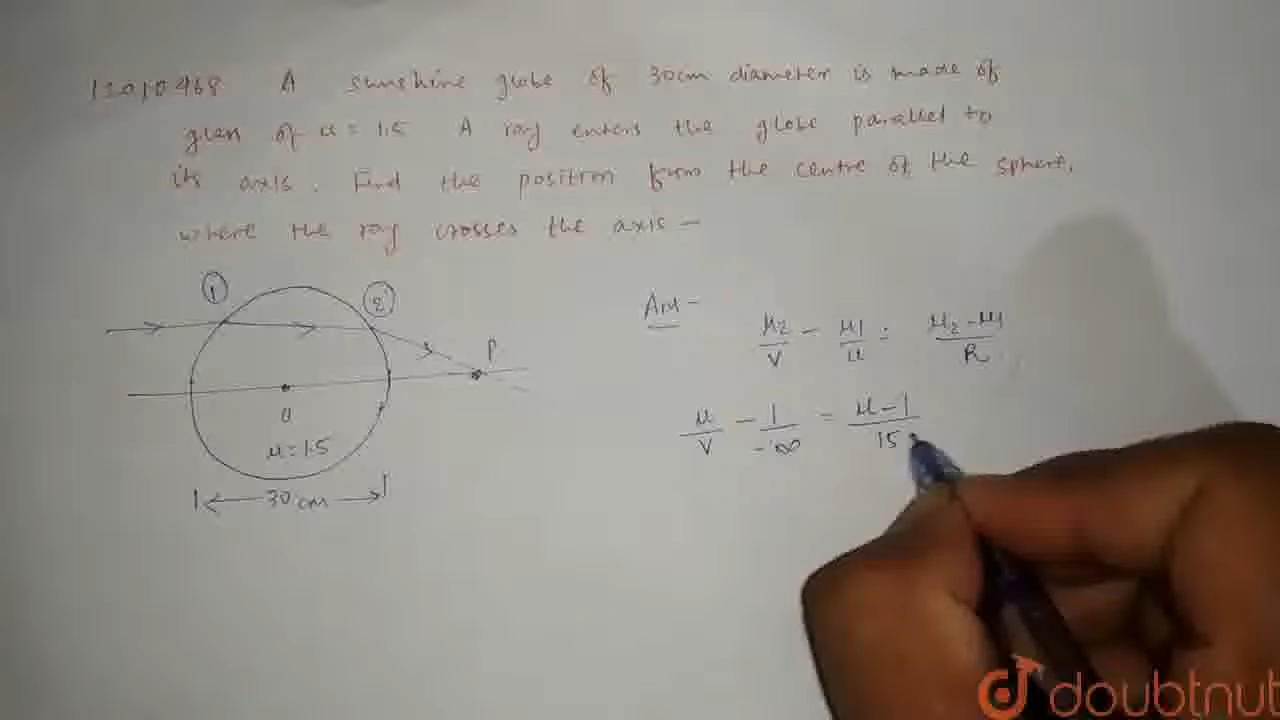 12010468 A sunshine globe of 30cm diameter is made of
glass of μ = 1.5 A ray enters the globe parallel to
its axis. Find the position from the centre of the sphere,
where the ray crosses the axis -
① ②
P
O
μ = 1.5
30 cm
Ans -
μ2/v - μ1/u = μ2-μ1/R
μ/v - 1/-∞ = μ-1/15
doubtnut